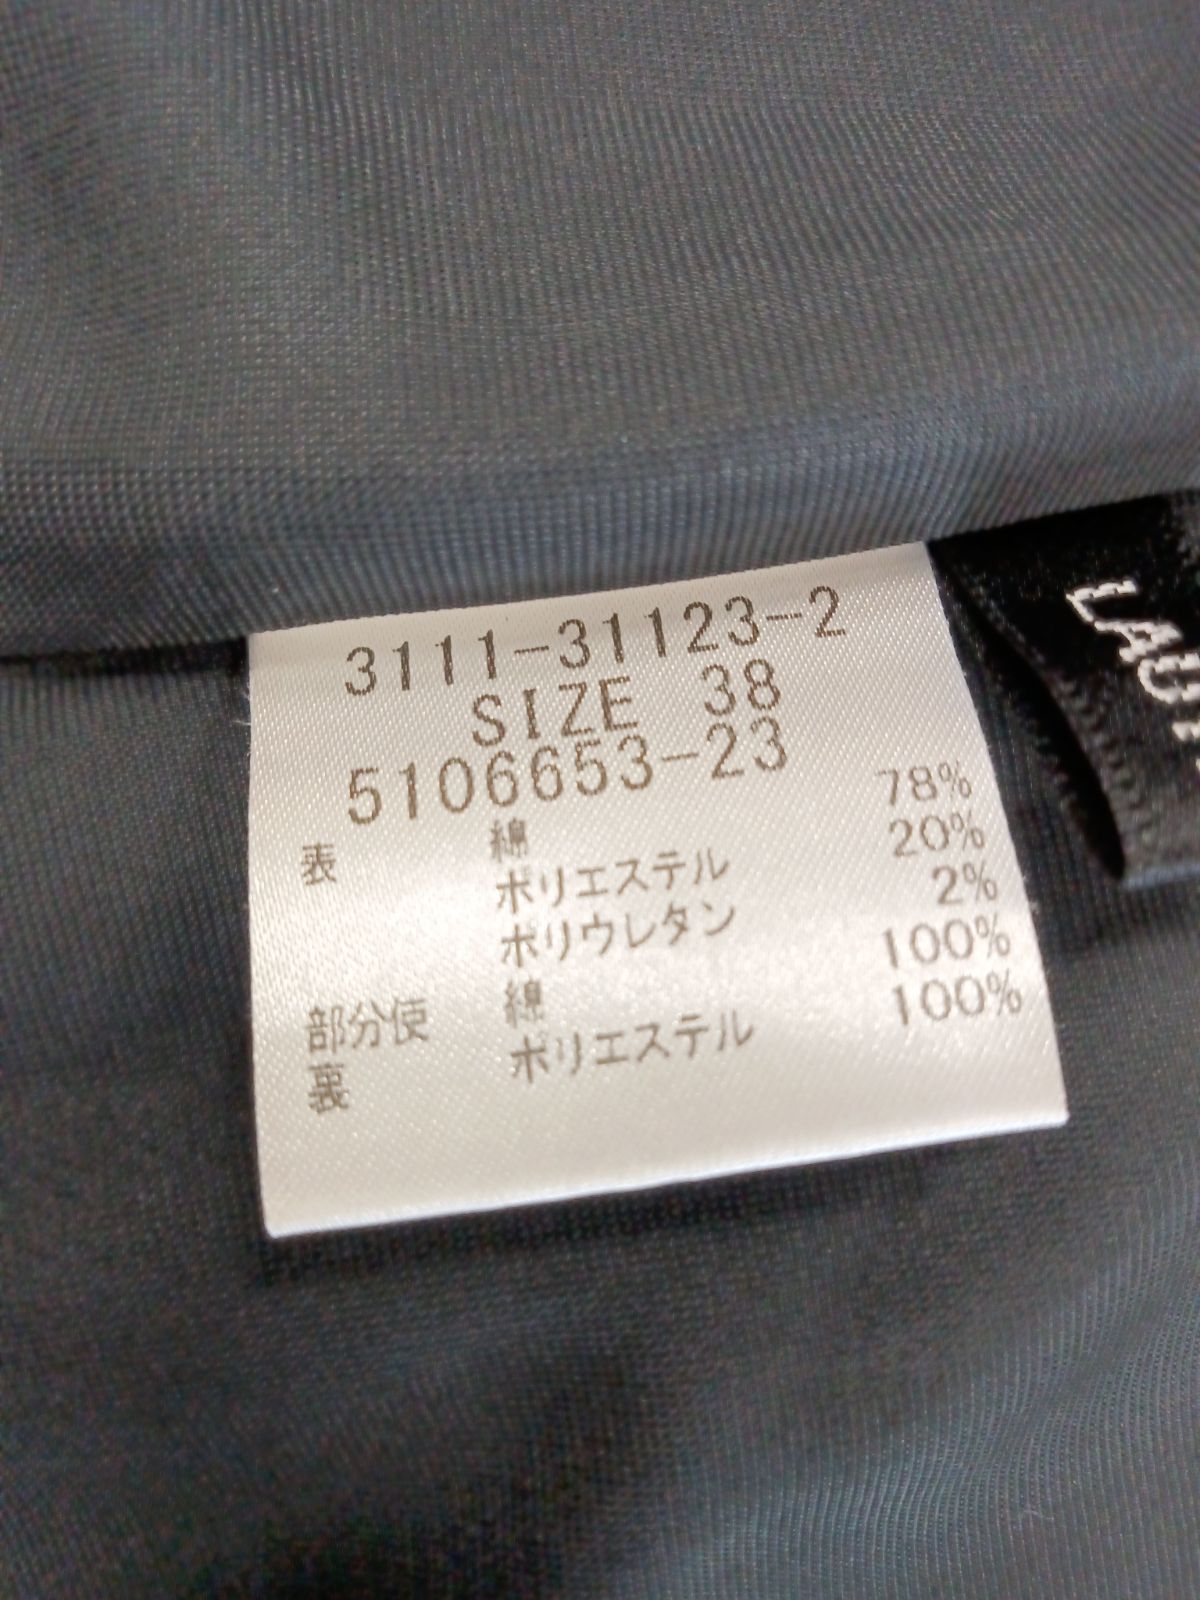 3111-31123-2
SIZE 38
5106653-23
表 綿 78%
ポリエステル 20%
ポリウレタン 2%
部分使 綿 100%
裏 ポリエステル 100%
LAU